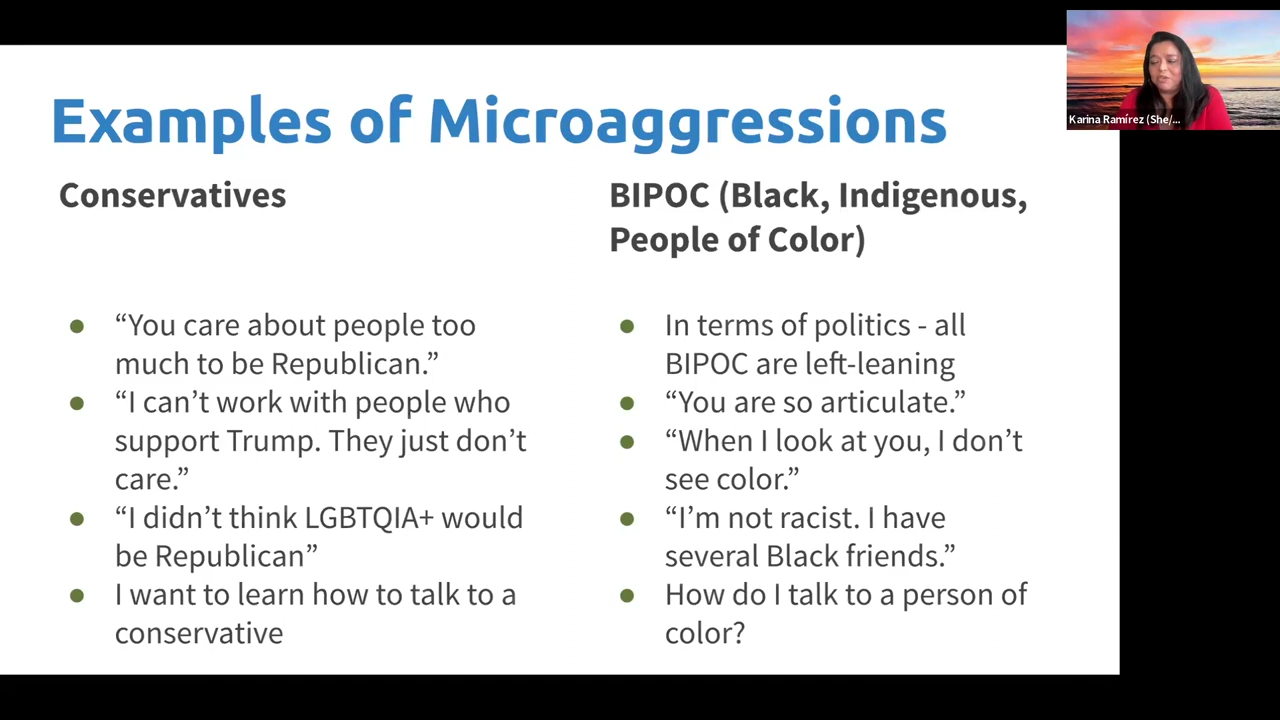 Examples of Microaggressions
Conservatives
● “You care about people too
much to be Republican.”
● “I can’t work with people who
support Trump. They just don’t
care.”
● “I didn’t think LGBTQIA+ would
be Republican”
● I want to learn how to talk to a
conservative
BIPOC (Black, Indigenous,
People of Color)
● In terms of politics - all
BIPOC are left-leaning
● “You are so articulate.”
● “When I look at you, I don’t
see color.”
● “I’m not racist. I have
several Black friends.”
● How do I talk to a person of
color?
Karina Ramírez (She/...